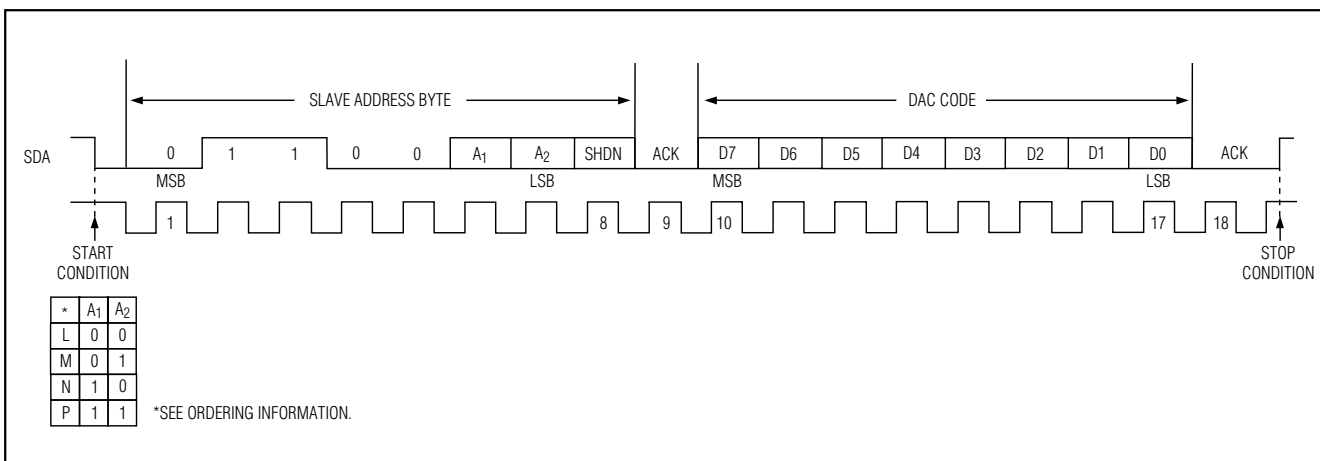 SLAVE ADDRESS BYTE DAC CODE
SDA 0 1 1 0 0 A1 A2 SHDN ACK D7 D6 D5 D4 D3 D2 D1 D0 ACK
MSB LSB MSB LSB
1 8 9 10 17 18
START CONDITION
STOP CONDITION
* A1 A2
L 0 0
M 0 1
N 1 0
P 1 1
*SEE ORDERING INFORMATION.